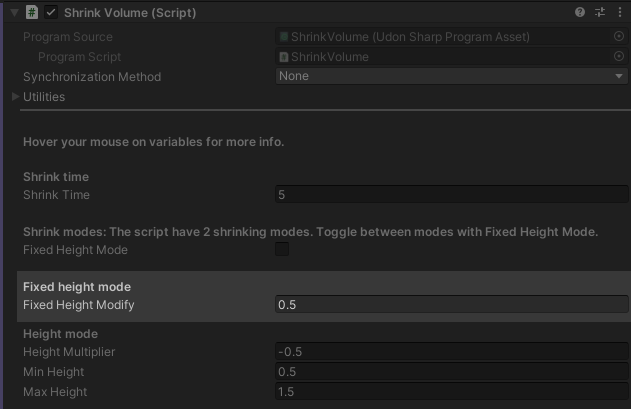 Shrink Volume (Script)
Program Source ShrinkVolume (Udon Sharp Program Asset)
Program Script ShrinkVolume
Synchronization Method None
Utilities
Hover your mouse on variables for more info.
Shrink time
Shrink Time 5
Shrink modes: The script have 2 shrinking modes. Toggle between modes with Fixed Height Mode.
Fixed Height Mode
Fixed height mode
Fixed Height Modify 0.5
Height mode
Height Multiplier -0.5
Min Height 0.5
Max Height 1.5